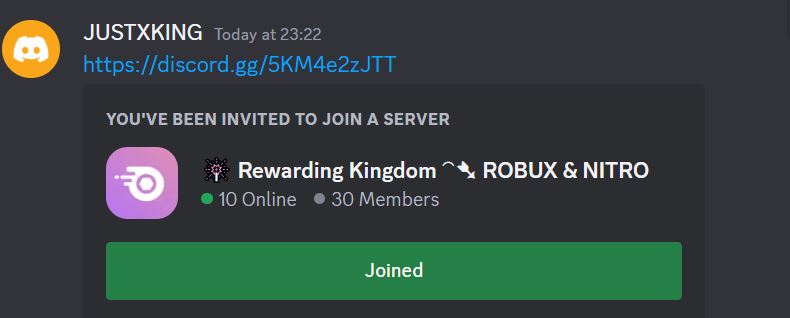 JUSTXKING Today at 23:22
https://discord.gg/5KM4e2zJTT
YOU'VE BEEN INVITED TO JOIN A SERVER
Rewarding Kingdom ⁀➷ ROBUX & NITRO
10 Online 30 Members
Joined